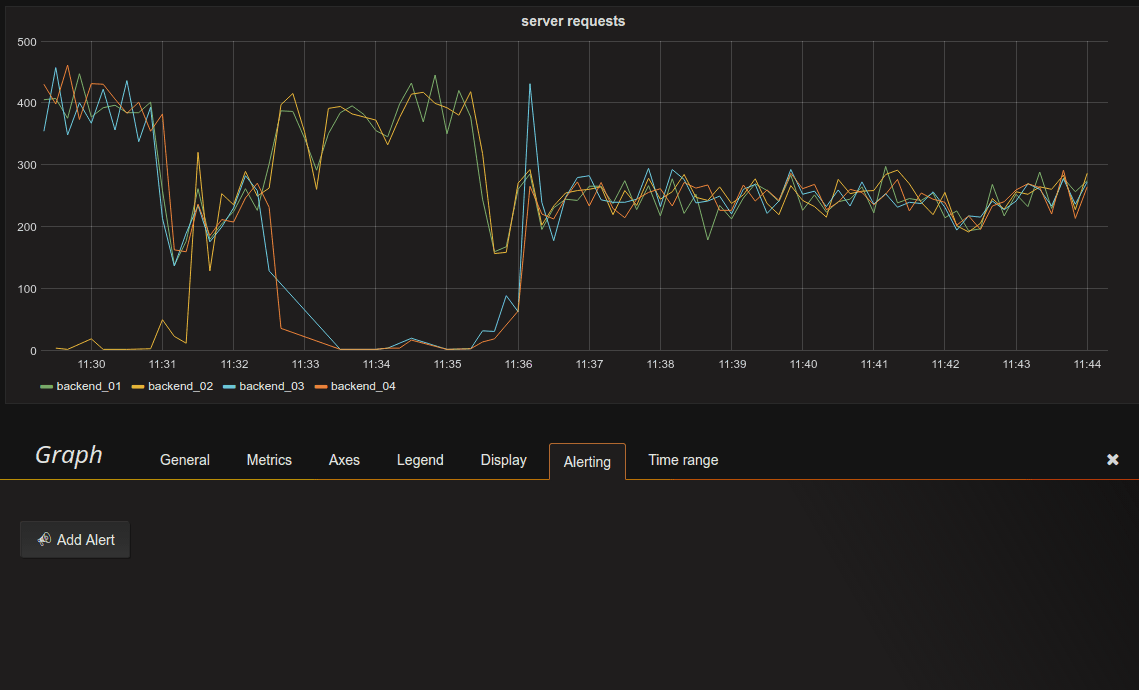 server requests
500
400
300
200
100
0
11:30 11:31 11:32 11:33 11:34 11:35 11:36 11:37 11:38 11:39 11:40 11:41 11:42 11:43 11:44
backend_01 backend_02 backend_03 backend_04
Graph General Metrics Axes Legend Display Alerting Time range ✖
Add Alert